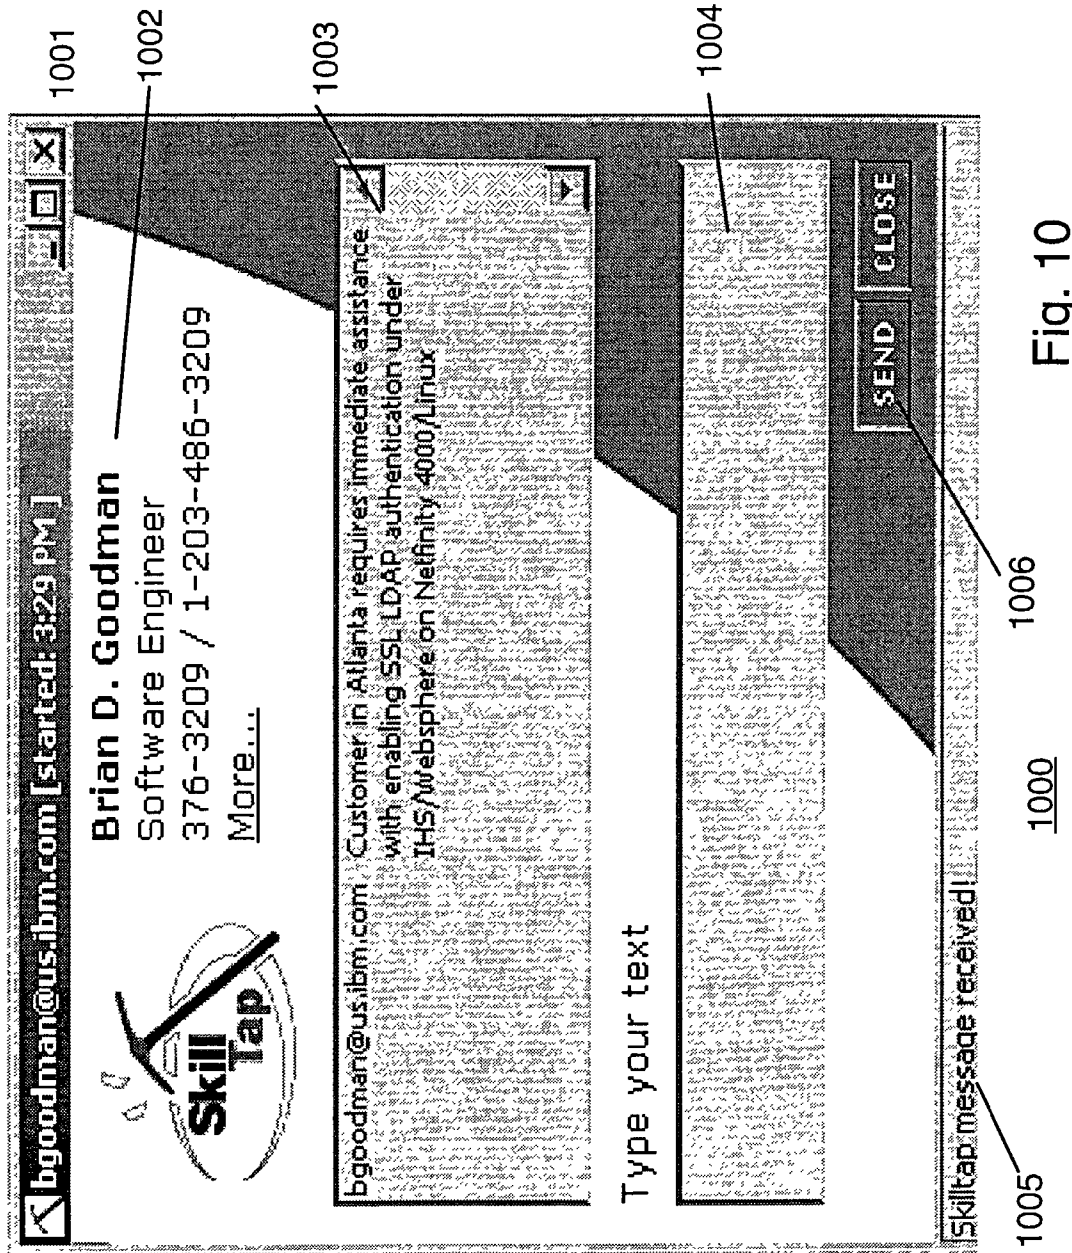 bgoodman@us.ibm.com [started: 3:29 PM]
1001
Brian D. Goodman
1002
Software Engineer
376-3209 / 1-203-486-3209
More...
Skill
Tap
1003
bgoodman@us.ibm.com Customer in Atlanta requires immediate assistance
with enabling SSL LDAP authentication under
IHS/Websphere on Netfinity 4000/Linux
Type your text
1004
SEND CLOSE
Skilltap message received!
1005
1006
1000
Fig. 10